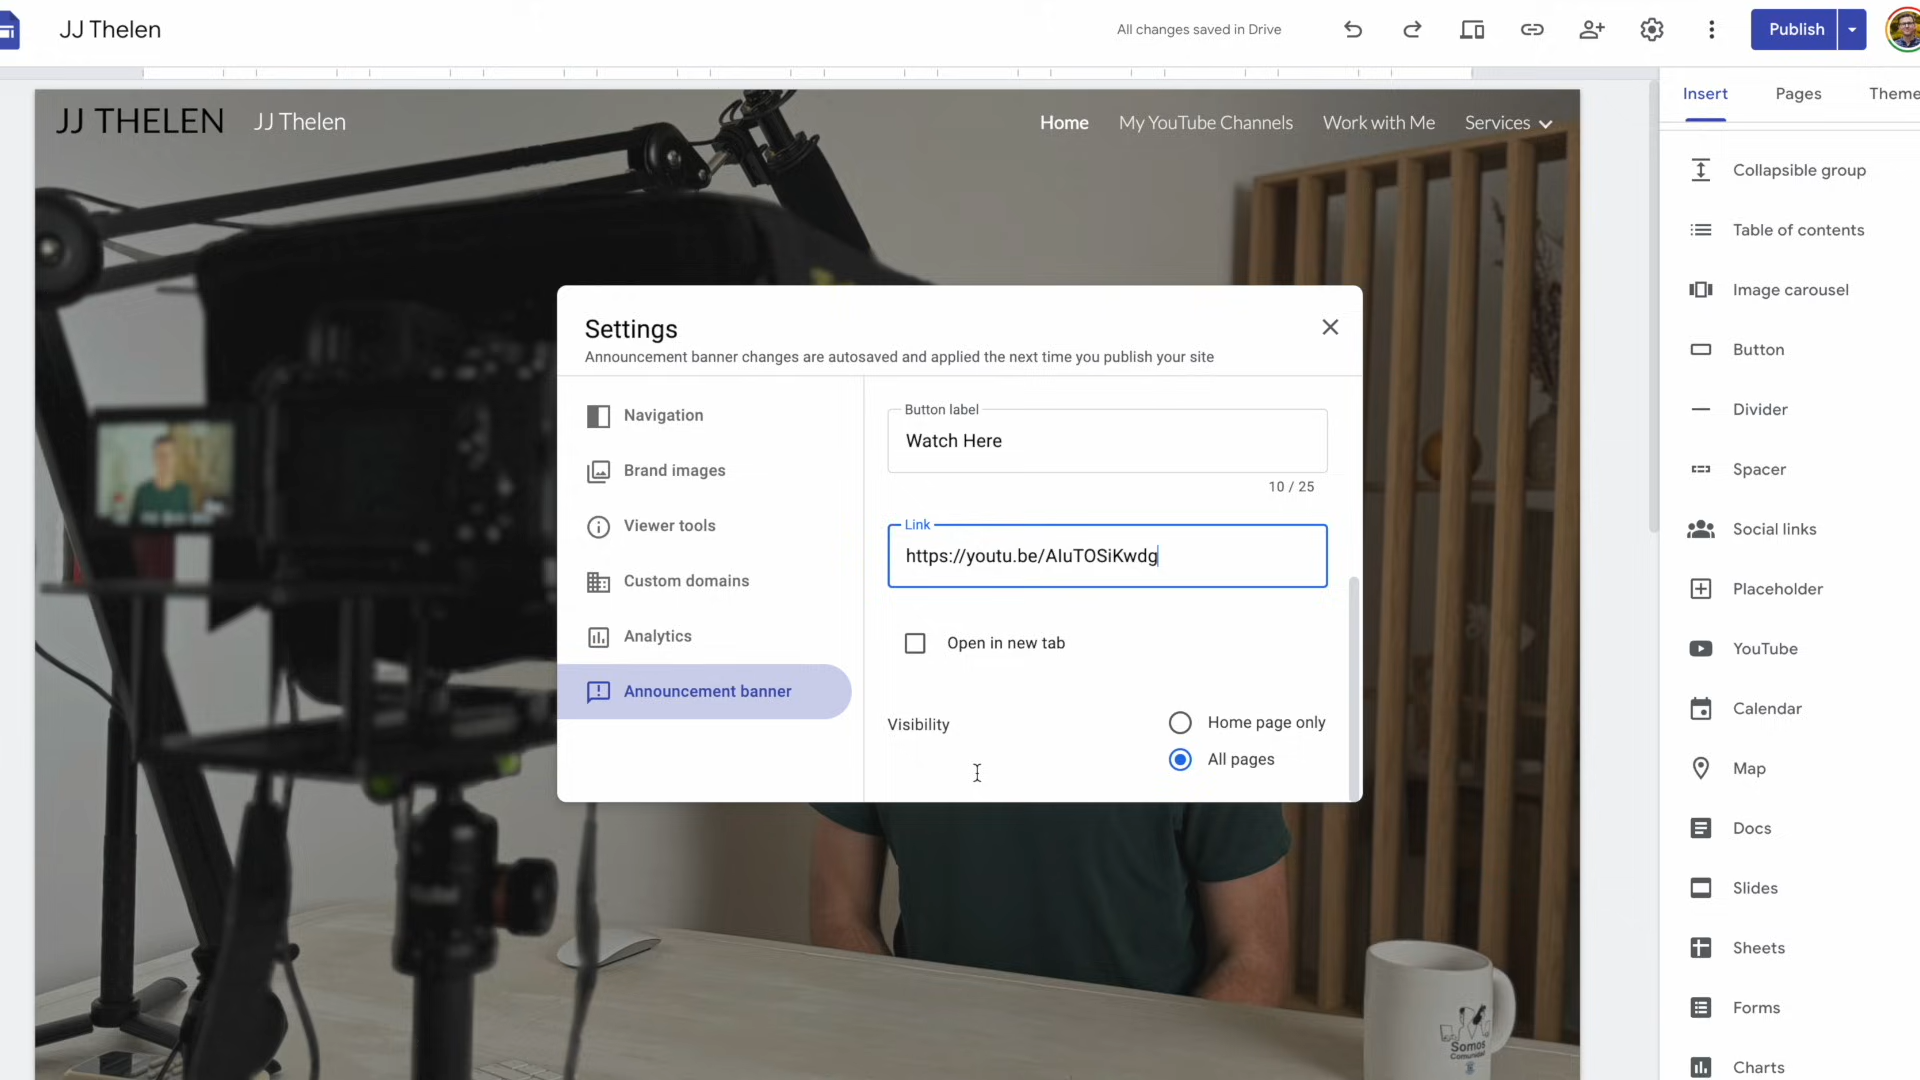 JJ Thelen
All changes saved in Drive
Publish
JJ THELEN
JJ Thelen
Home
My YouTube Channels
Work with Me
Services
Insert
Pages
Theme
Collapsible group
Table of contents
Image carousel
Button
Divider
Spacer
Social links
Placeholder
YouTube
Calendar
Map
Docs
Slides
Sheets
Forms
Charts
Settings
Announcement banner changes are autosaved and applied the next time you publish your site
Navigation
Brand images
Viewer tools
Custom domains
Analytics
Announcement banner
Button label
Watch Here
10 / 25
Link
https://youtu.be/AIuTOSiKwdg
Open in new tab
Visibility
Home page only
All pages
Somos
Comunidad